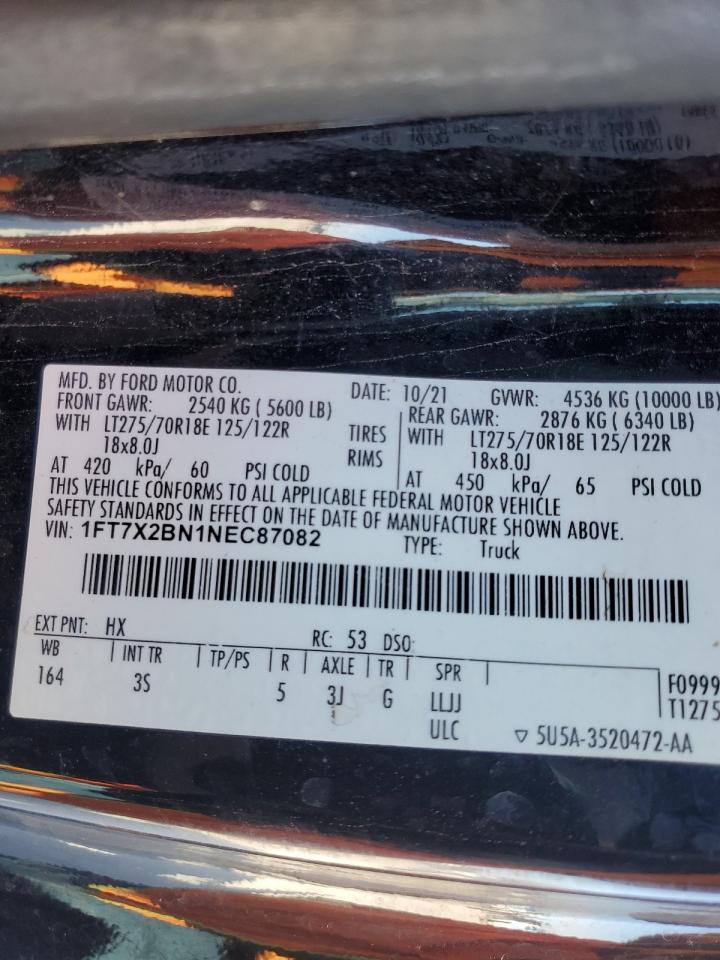 MFD. BY FORD MOTOR CO. DATE: 10/21 GVWR: 4536 KG (10000 LB)
FRONT GAWR: 2540 KG ( 5600 LB) REAR GAWR: 2876 KG ( 6340 LB)
WITH LT275/70R18E 125/122R TIRES WITH LT275/70R18E 125/122R
18x8.0J RIMS 18x8.0J
AT 420 kPa/ 60 PSI COLD AT 450 kPa/ 65 PSI COLD
THIS VEHICLE CONFORMS TO ALL APPLICABLE FEDERAL MOTOR VEHICLE
SAFETY STANDARDS IN EFFECT ON THE DATE OF MANUFACTURE SHOWN ABOVE.
VIN: 1FT7X2BN1NEC87082 TYPE: Truck
EXT PNT: HX RC: 53 DSO:
WB INT TR TP/PS R AXLE TR SPR
164 3S 5 3J G LLJJ F0999
ULC T1275
▽ 5U5A-3520472-AA